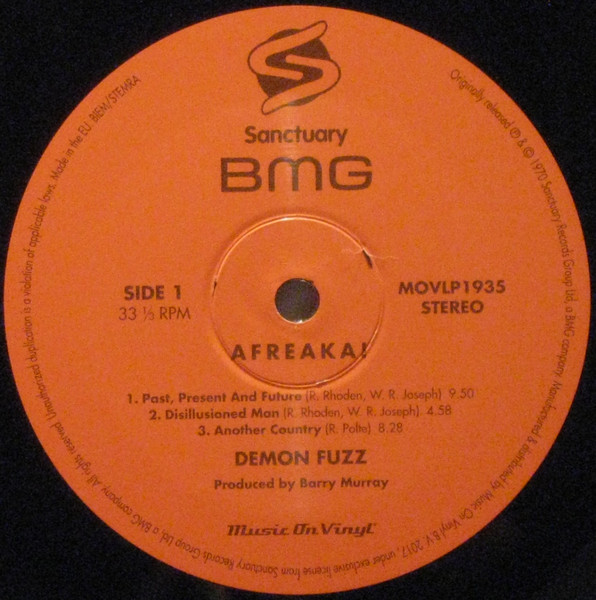 Sanctuary
BMG
SIDE 1
33 ⅓ RPM
MOVLP1935
STEREO
AFREAKA!
1. Past, Present And Future (R. Rhoden, W. R. Joseph) 9.50
2. Disillusioned Man (R. Rhoden, W. R. Joseph) 4.58
3. Another Country (R. Polte) 8.28
DEMON FUZZ
Produced by Barry Murray
Music On Vinyl
Originally released ℗ & © 1970 Sanctuary Records Group Ltd, a BMG company. Manufactured & distributed by Music On Vinyl B.V. 2017, under exclusive license from Sanctuary Records Group Ltd, a BMG company. All rights reserved. Unauthorized duplication is a violation of applicable laws. Made in the EU. BIEM/STEMRA